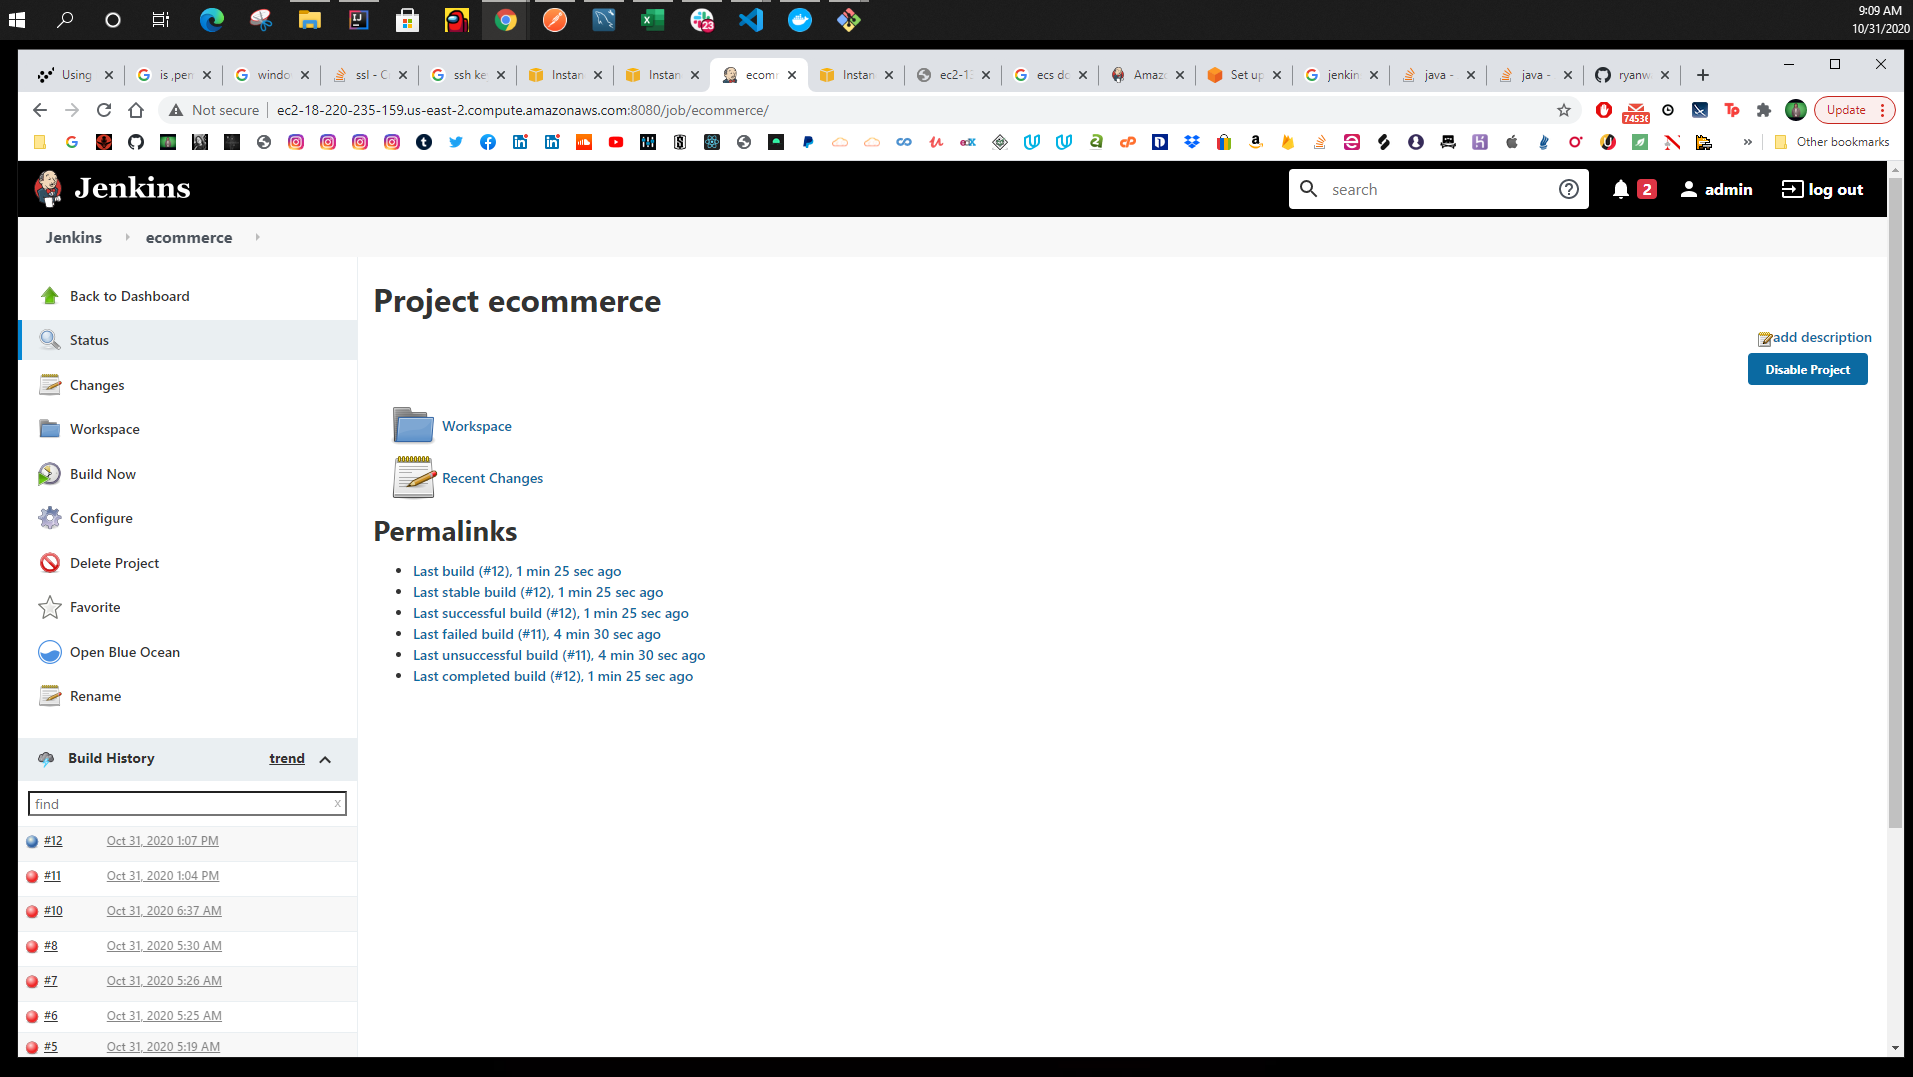 9:09 AM
10/31/2020
23
Using
is ,pen
windo
ssl - C
ssh ke
Instan
Instan
ecom
Instan
ec2-1
ecs do
Amaz
Set up
jenkin
java -
java -
ryanw
Not secure
ec2-18-220-235-159.us-east-2.compute.amazonaws.com:8080/job/ecommerce/
74536
Tp
Update
Other bookmarks
Jenkins
search
2
admin
log out
Jenkins
ecommerce
Back to Dashboard
Status
Changes
Workspace
Build Now
Configure
Delete Project
Favorite
Open Blue Ocean
Rename
Project ecommerce
add description
Disable Project
Workspace
Recent Changes
Permalinks
Last build (#12), 1 min 25 sec ago
Last stable build (#12), 1 min 25 sec ago
Last successful build (#12), 1 min 25 sec ago
Last failed build (#11), 4 min 30 sec ago
Last unsuccessful build (#11), 4 min 30 sec ago
Last completed build (#12), 1 min 25 sec ago
Build History
trend
find
x
#12 Oct 31, 2020 1:07 PM
#11 Oct 31, 2020 1:04 PM
#10 Oct 31, 2020 6:37 AM
#8 Oct 31, 2020 5:30 AM
#7 Oct 31, 2020 5:26 AM
#6 Oct 31, 2020 5:25 AM
#5 Oct 31, 2020 5:19 AM